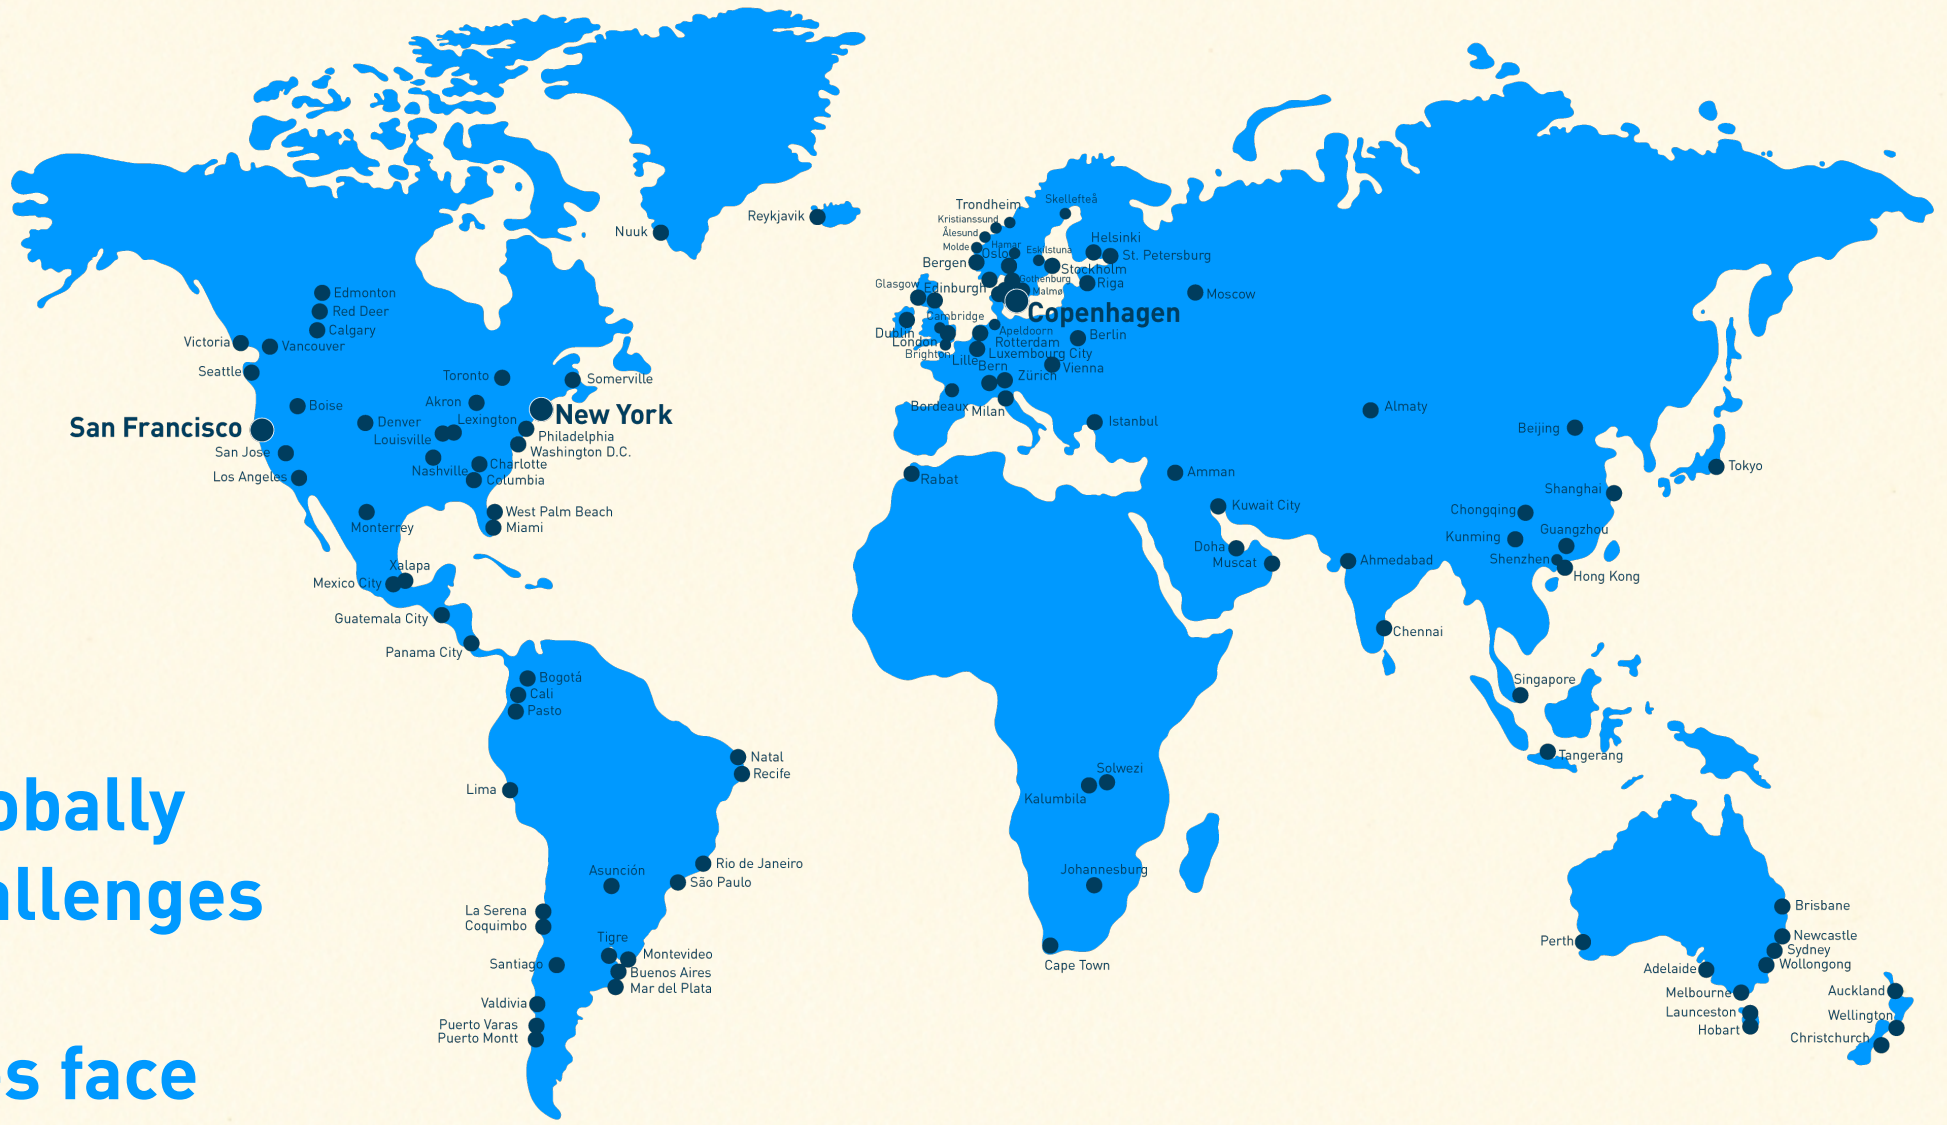 Skellefteå
Trondheim
Reykjavik
Kristianssund
Nuuk
Ålesund
Helsinki
Molde
Hamar
Eskilstuna
Oslo
St. Petersburg
Bergen
Stockholm
Gothenburg
Glasgow
Edinburgh
Riga
Malmø
Edmonton
Moscow
Red Deer
Copenhagen
Cambridge
Calgary
Dublin
Apeldoorn
Berlin
Victoria
Vancouver
London
Rotterdam
Brighton
Luxembourg City
Lille
Seattle
Bern
Vienna
Toronto
Somerville
Zürich
Akron
Boise
Bordeaux
Milan
Almaty
New York
Lexington
Denver
Istanbul
San Francisco
Beijing
Philadelphia
Louisville
San Jose
Washington D.C.
Charlotte
Tokyo
Nashville
Amman
Los Angeles
Columbia
Rabat
Shanghai
Kuwait City
West Palm Beach
Chongqing
Monterrey
Miami
Guangzhou
Kunming
Doha
Shenzhen
Muscat
Ahmedabad
Xalapa
Hong Kong
Mexico City
Guatemala City
Chennai
Panama City
Bogotá
Singapore
Cali
Pasto
Natal
Tangerang
Solwezi
Recife
Lima
Kalumbila
obally
Rio de Janeiro
Asunción
Johannesburg
São Paulo
allenges
Brisbane
La Serena
Coquimbo
Tigre
Newcastle
Perth
Sydney
Montevideo
Santiago
Cape Town
Wollongong
Adelaide
Buenos Aires
Mar del Plata
Melbourne
Auckland
Valdivia
Launceston
Wellington
Puerto Varas
Hobart
Puerto Montt
Christchurch
s face